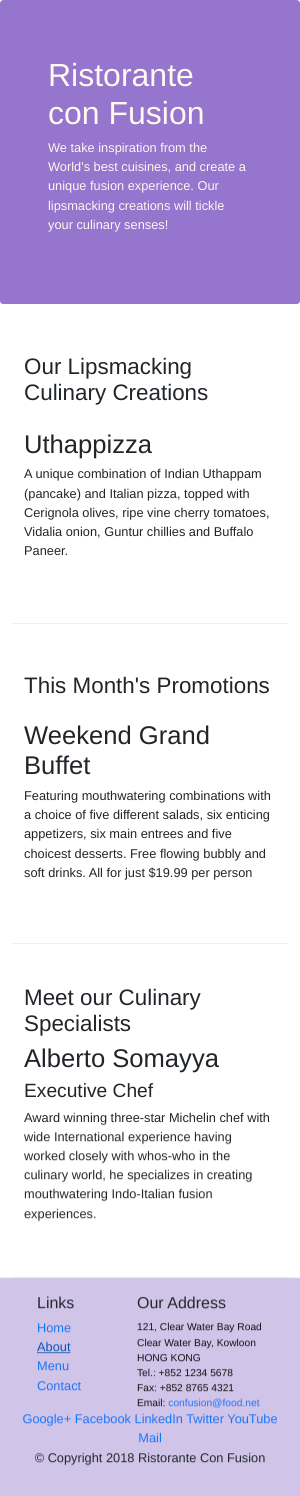 Ristorante
con Fusion
We take inspiration from the
World's best cuisines, and create a
unique fusion experience. Our
lipsmacking creations will tickle
your culinary senses!
Our Lipsmacking
Culinary Creations
Uthappizza
A unique combination of Indian Uthappam
(pancake) and Italian pizza, topped with
Cerignola olives, ripe vine cherry tomatoes,
Vidalia onion, Guntur chillies and Buffalo
Paneer.
This Month's Promotions
Weekend Grand
Buffet
Featuring mouthwatering combinations with
a choice of five different salads, six enticing
appetizers, six main entrees and five
choicest desserts. Free flowing bubbly and
soft drinks. All for just $19.99 per person
Meet our Culinary
Specialists
Alberto Somayya
Executive Chef
Award winning three-star Michelin chef with
wide International experience having
worked closely with whos-who in the
culinary world, he specializes in creating
mouthwatering Indo-Italian fusion
experiences.
Links
Home
About
Menu
Contact
Our Address
121, Clear Water Bay Road
Clear Water Bay, Kowloon
HONG KONG
Tel.: +852 1234 5678
Fax: +852 8765 4321
Email: confusion@food.net
Google+ Facebook LinkedIn Twitter YouTube
Mail
© Copyright 2018 Ristorante Con Fusion